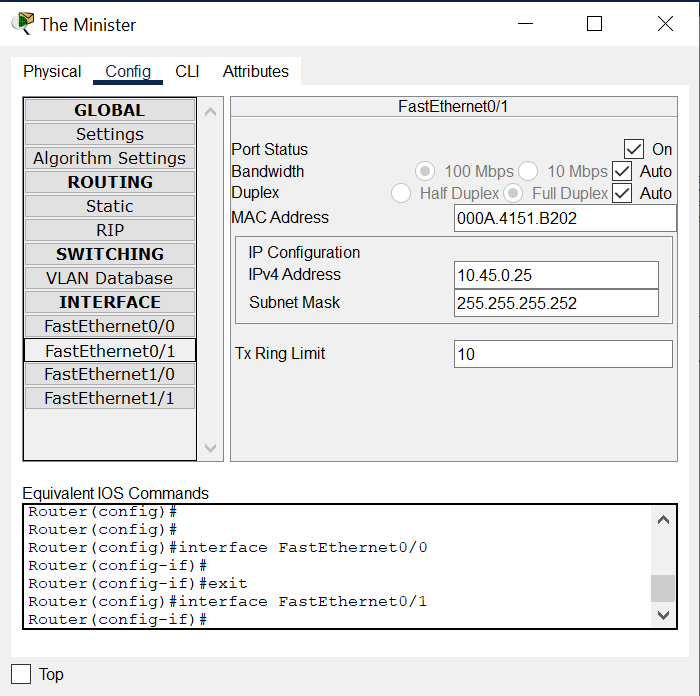 The Minister
Physical Config CLI Attributes
GLOBAL
Settings
Algorithm Settings
ROUTING
Static
RIP
SWITCHING
VLAN Database
INTERFACE
FastEthernet0/0
FastEthernet0/1
FastEthernet1/0
FastEthernet1/1
FastEthernet0/1
Port Status On
Bandwidth 100 Mbps 10 Mbps Auto
Duplex Half Duplex Full Duplex Auto
MAC Address 000A.4151.B202
IP Configuration
IPv4 Address 10.45.0.25
Subnet Mask 255.255.255.252
Tx Ring Limit 10
Equivalent IOS Commands
Router(config)#
Router(config)#
Router(config)#interface FastEthernet0/0
Router(config-if)#
Router(config-if)#exit
Router(config)#interface FastEthernet0/1
Router(config-if)#
Top